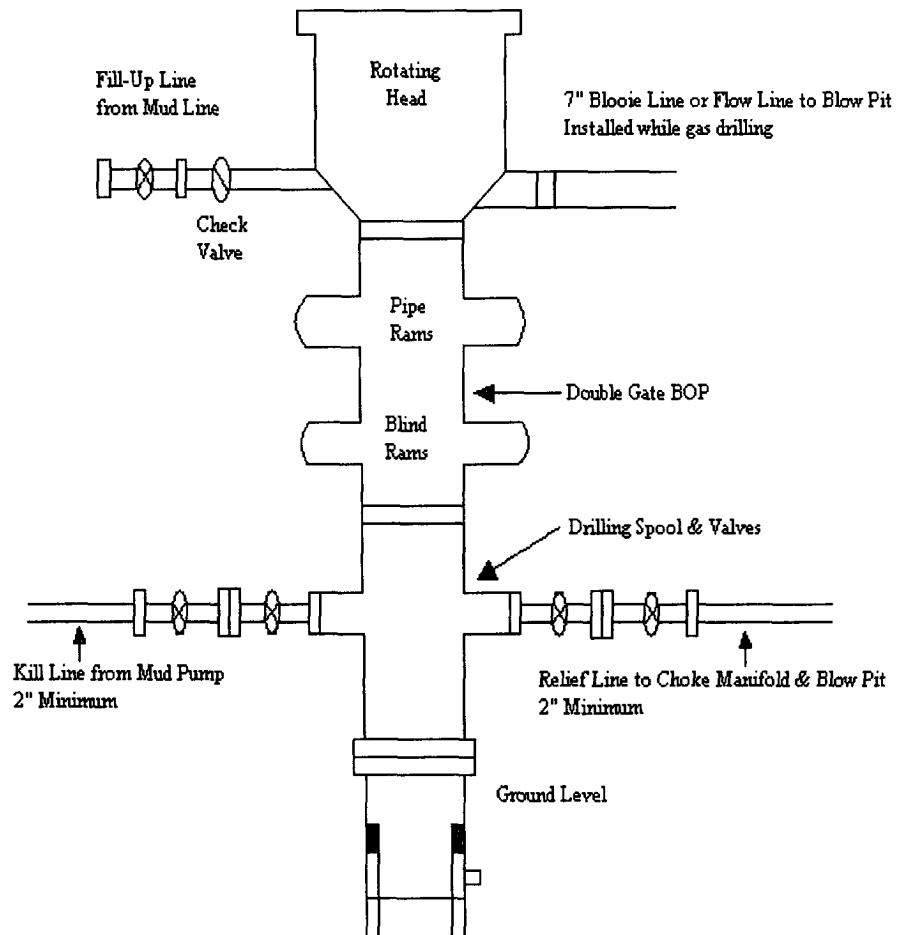 Rotating
Head
Fill-Up Line
from Mud Line
7" Blooie Line or Flow Line to Blow Pit
Installed while gas drilling
Check
Valve
Pipe
Rams
Double Gate BOP
Blind
Rams
Drilling Spool & Valves
Kill Line from Mud Pump
2" Minimum
Relief Line to Choke Manifold & Blow Pit
2" Minimum
Ground Level